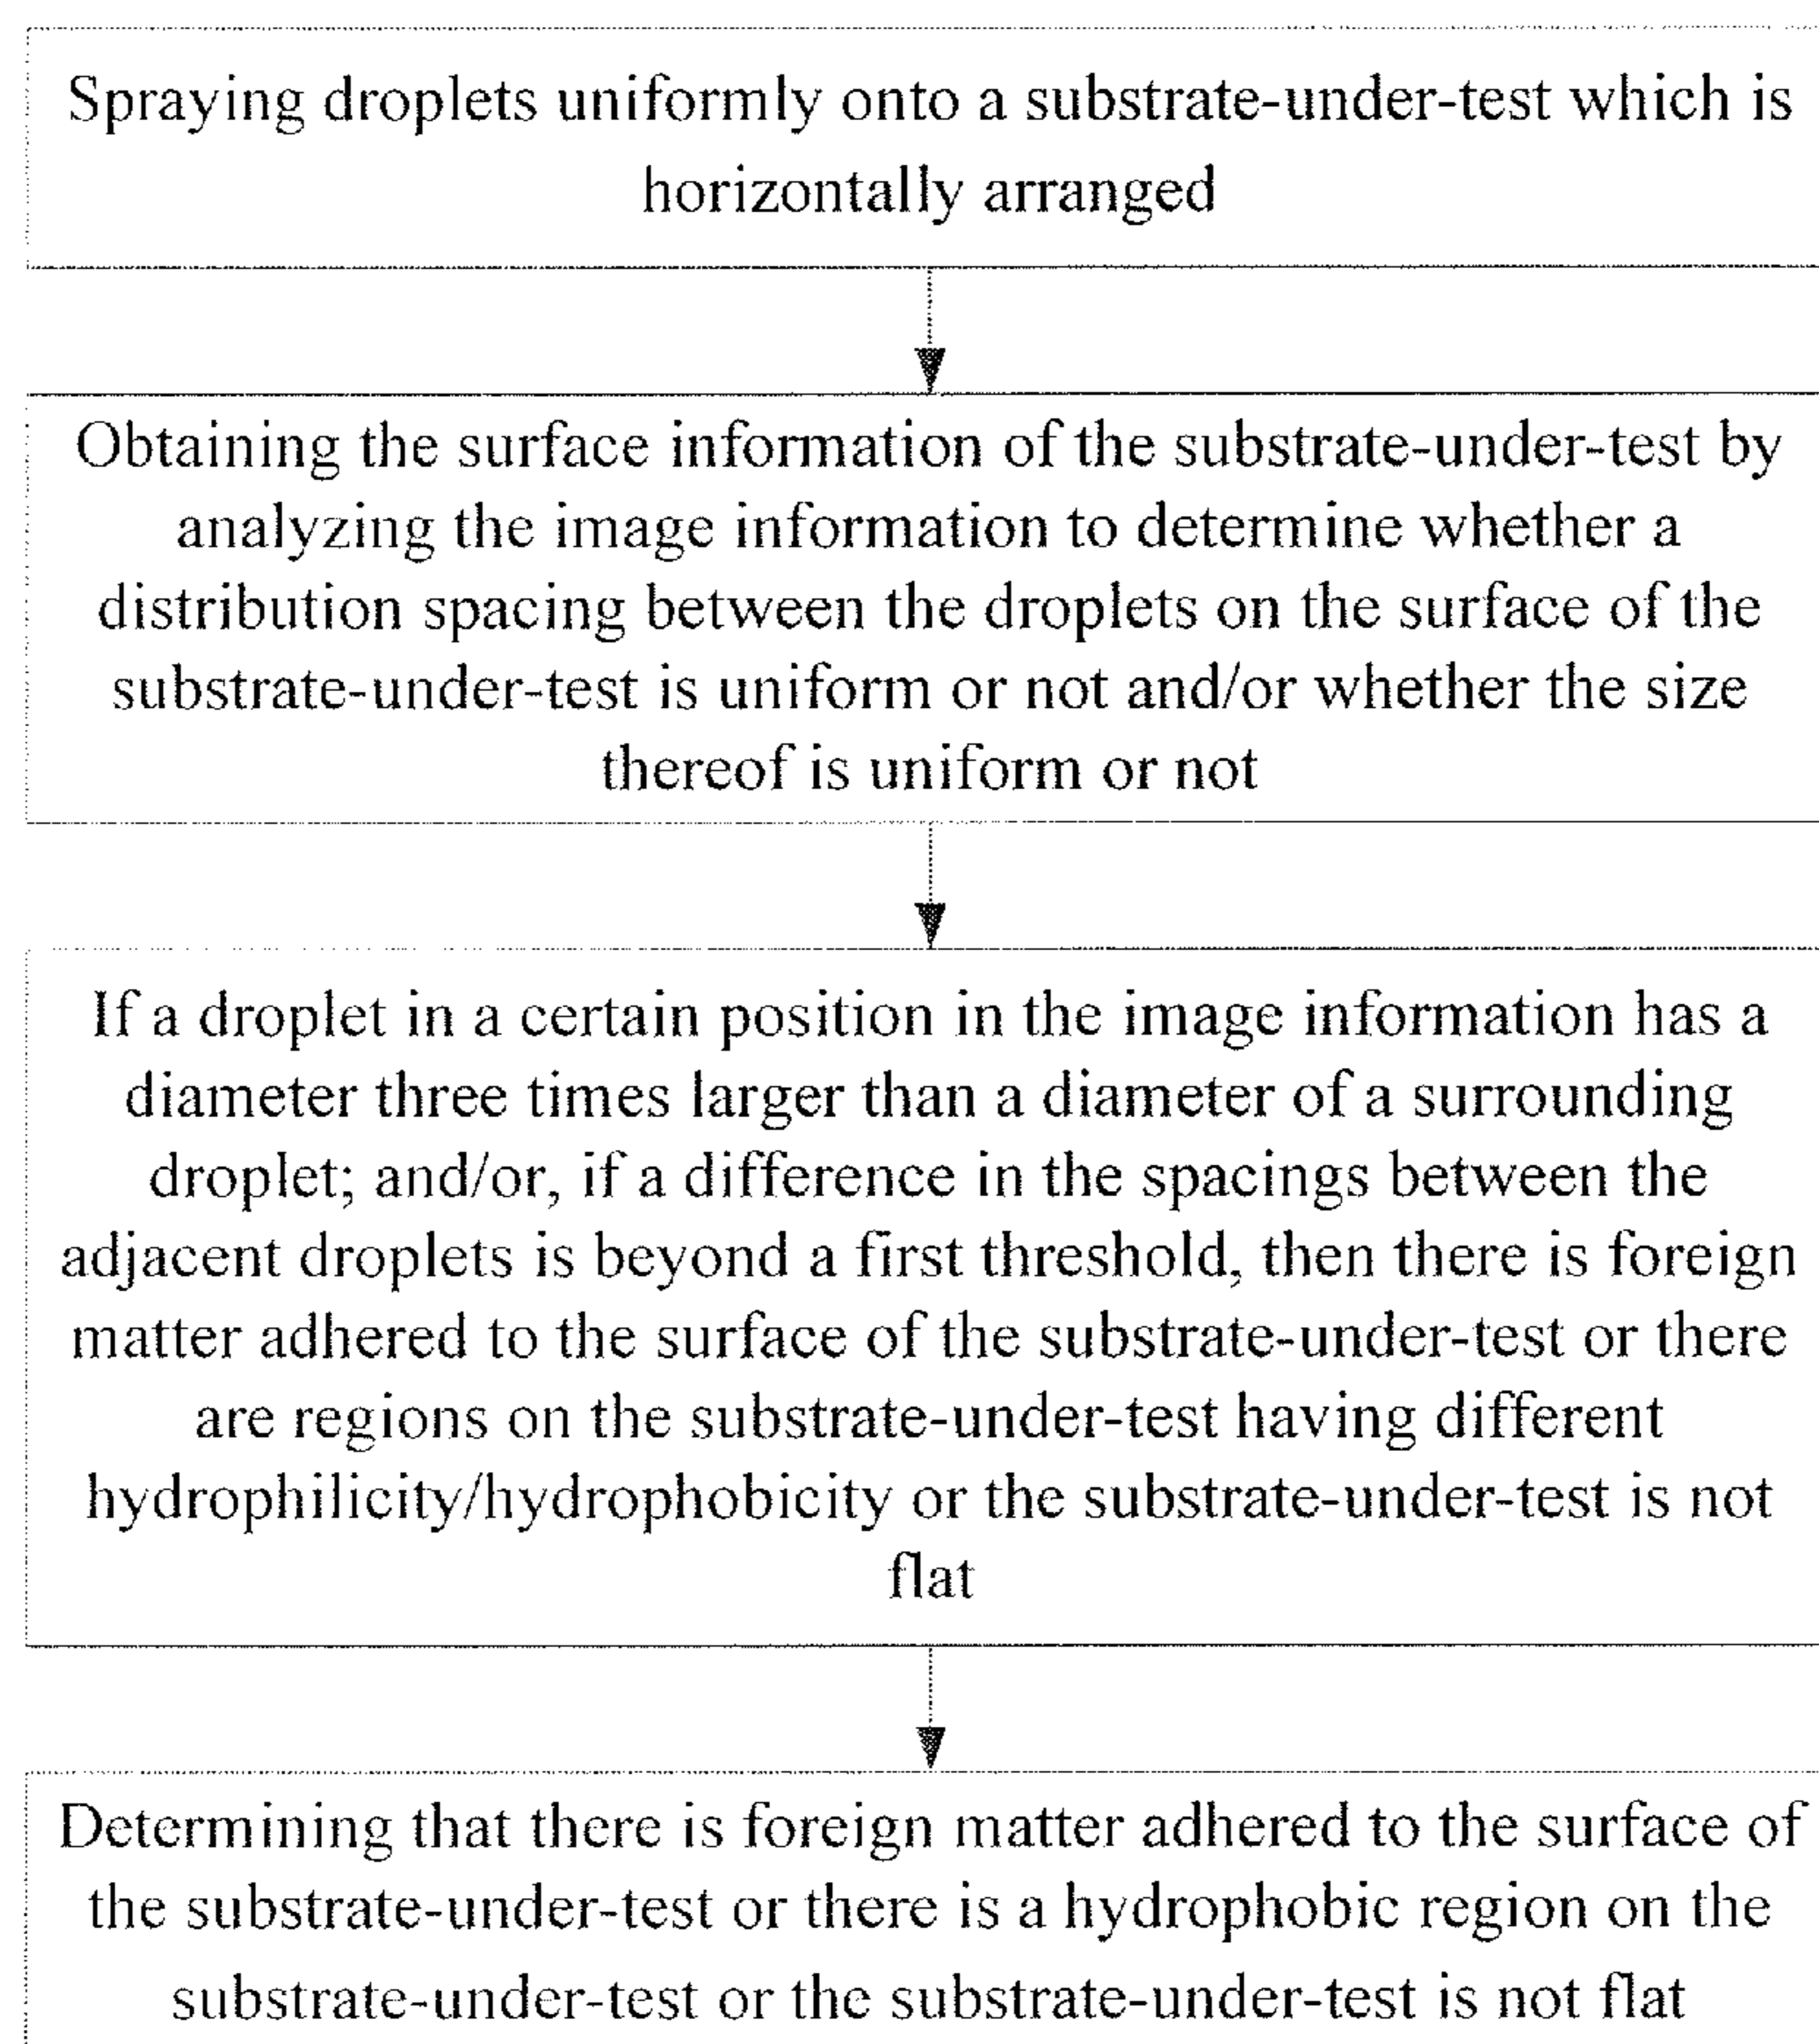 Spraying droplets uniformly onto a substrate-under-test which is
horizontally arranged
Obtaining the surface information of the substrate-under-test by
analyzing the image information to determine whether a
distribution spacing between the droplets on the surface of the
substrate-under-test is uniform or not and/or whether the size
thereof is uniform or not
If a droplet in a certain position in the image information has a
diameter three times larger than a diameter of a surrounding
droplet; and/or, if a difference in the spacings between the
adjacent droplets is beyond a first threshold, then there is foreign
matter adhered to the surface of the substrate-under-test or there
are regions on the substrate-under-test having different
hydrophilicity/hydrophobicity or the substrate-under-test is not
flat
Determining that there is foreign matter adhered to the surface of
the substrate-under-test or there is a hydrophobic region on the
substrate-under-test or the substrate-under-test is not flat